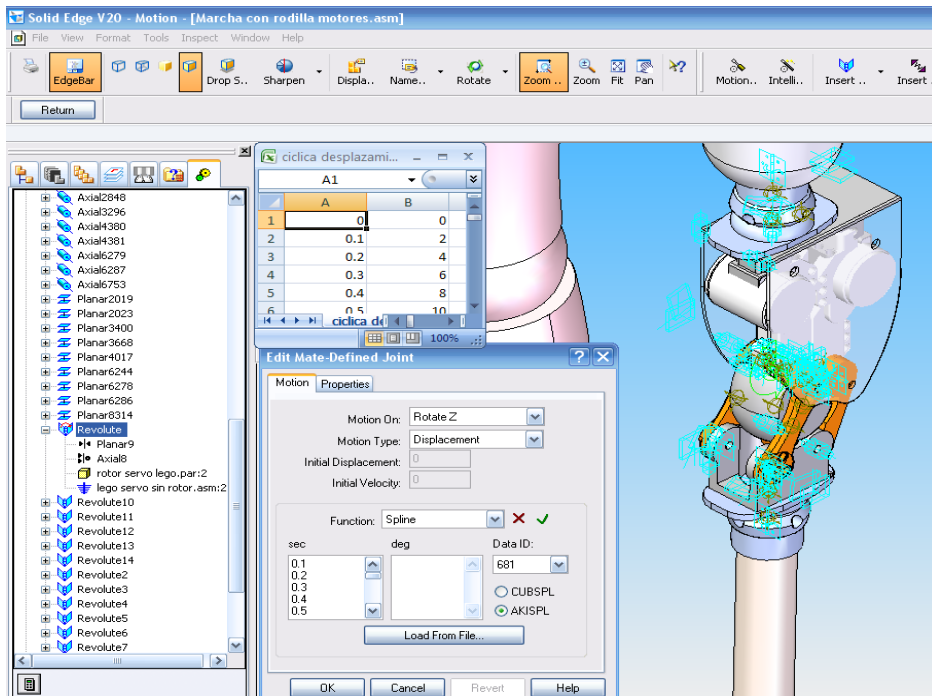 Solid Edge V20 - Motion - [Marcha con rodilla motores.asm]
File View Format Tools Inspect Window Help
EdgeBar Drop S.. Sharpen Displa.. Name.. Rotate Zoom .. Zoom Fit Pan Motion.. Intelli.. Insert .. Insert
Return
Axial2848
Axial3296
Axial4380
Axial4381
Axial6279
Axial6287
Axial6753
Planar2019
Planar2023
Planar3400
Planar3668
Planar4017
Planar6244
Planar6278
Planar6286
Planar8314
Revolute
Planar9
Axial8
rotor servo lego.par:2
lego servo sin rotor.asm:2
Revolute10
Revolute11
Revolute12
Revolute13
Revolute14
Revolute2
Revolute3
Revolute4
Revolute5
Revolute6
Revolute7
ciclica desplazami...
A1
A B
1 0 0
2 0.1 2
3 0.2 4
4 0.3 6
5 0.4 8
6 0.5 10
ciclica de
100%
Edit Mate-Defined Joint
Motion Properties
Motion On: Rotate Z
Motion Type: Displacement
Initial Displacement: 0
Initial Velocity: 0
Function: Spline
sec deg Data ID:
0.1 681
0.2
0.3 CUBSPL
0.4
0.5 AKISPL
Load From File...
OK Cancel Revert Help